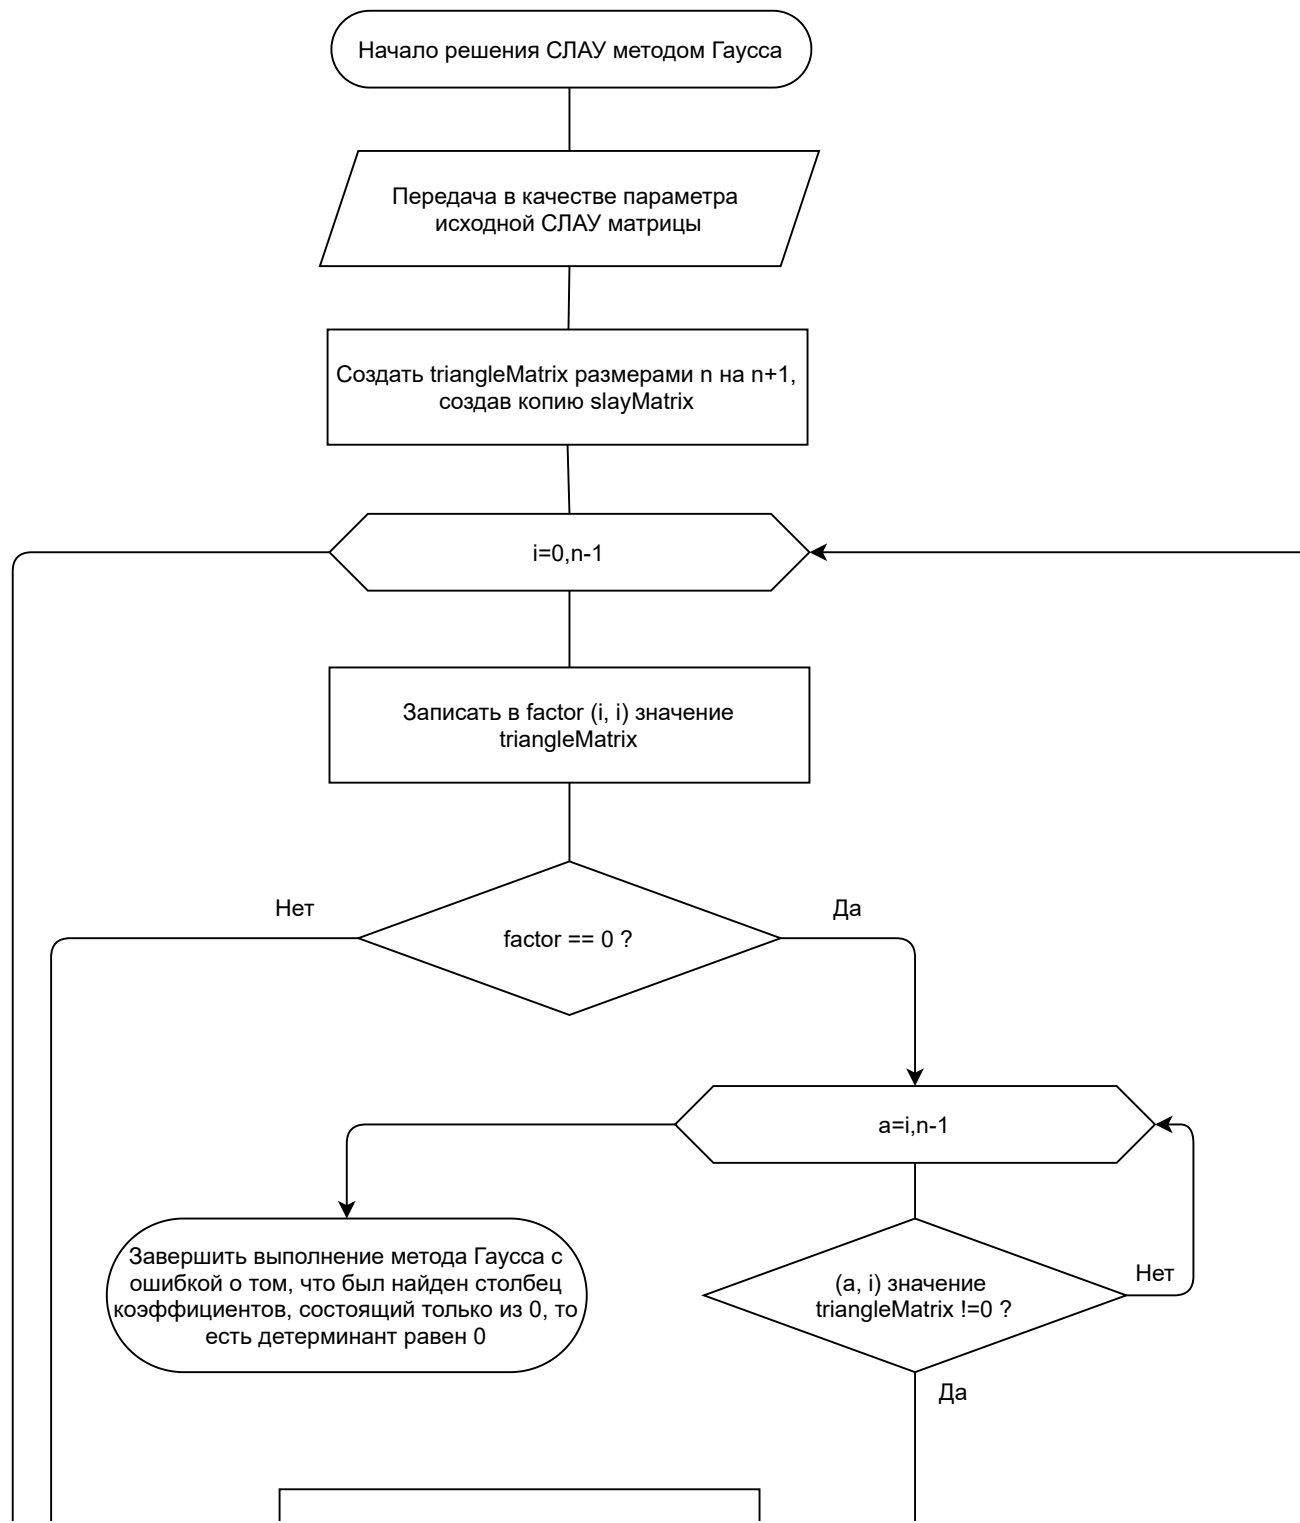 Начало решения СЛАУ методом Гаусса
Передача в качестве параметра
исходной СЛАУ матрицы
Создать triangleMatrix размерами n на n+1,
создав копию slayMatrix
i=0,n-1
Записать в factor (i, i) значение
triangleMatrix
Нет
Да
factor == 0 ?
a=i,n-1
Завершить выполнение метода Гаусса с
ошибкой о том, что был найден столбец
коэффициентов, состоящий только из 0, то
есть детерминант равен 0
(a, i) значение
triangleMatrix !=0 ?
Нет
Да